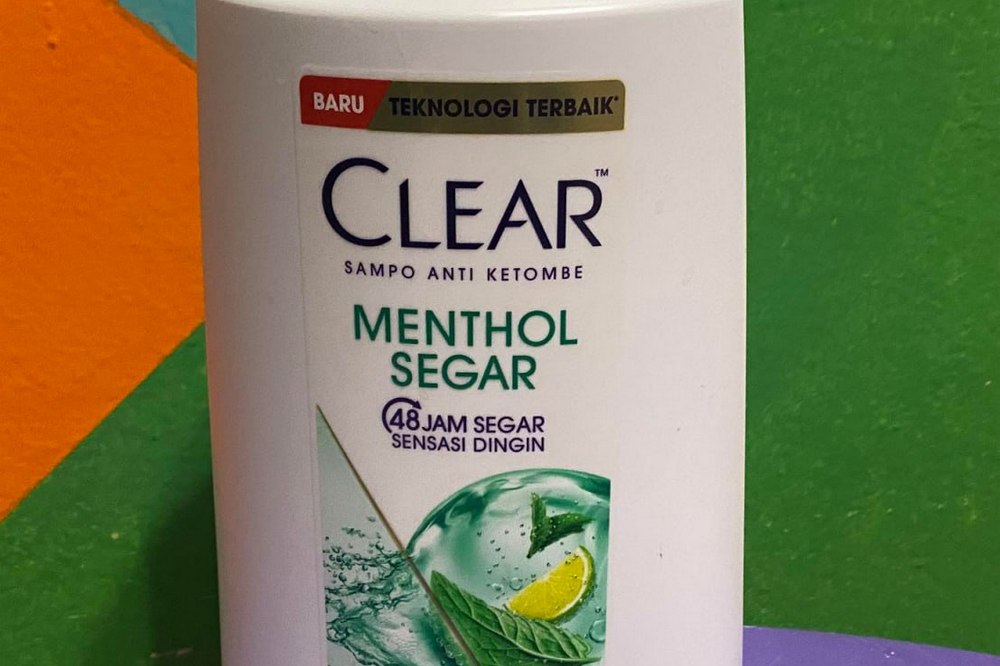 BARU TEKNOLOGI TERBAIK*
CLEAR™
SAMPO ANTI KETOMBE
MENTHOL
SEGAR
48 JAM SEGAR
SENSASI DINGIN